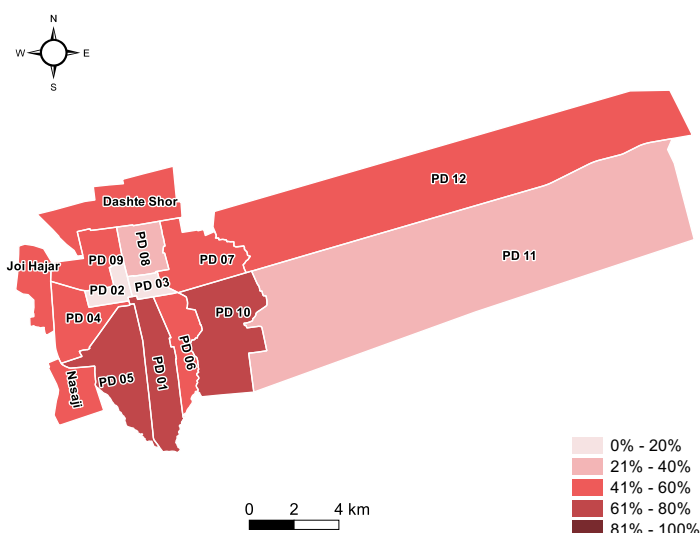 N
W E
S
PD 12
Dashte Shor
PD 08
PD 11
PD 09
PD 07
Joi Hajar
PD 03
PD 02
PD 10
PD 04
PD 06
PD 01
PD 05
Nasaji
0% - 20%
21% - 40%
41% - 60%
61% - 80%
81% - 100%
0 2 4 km